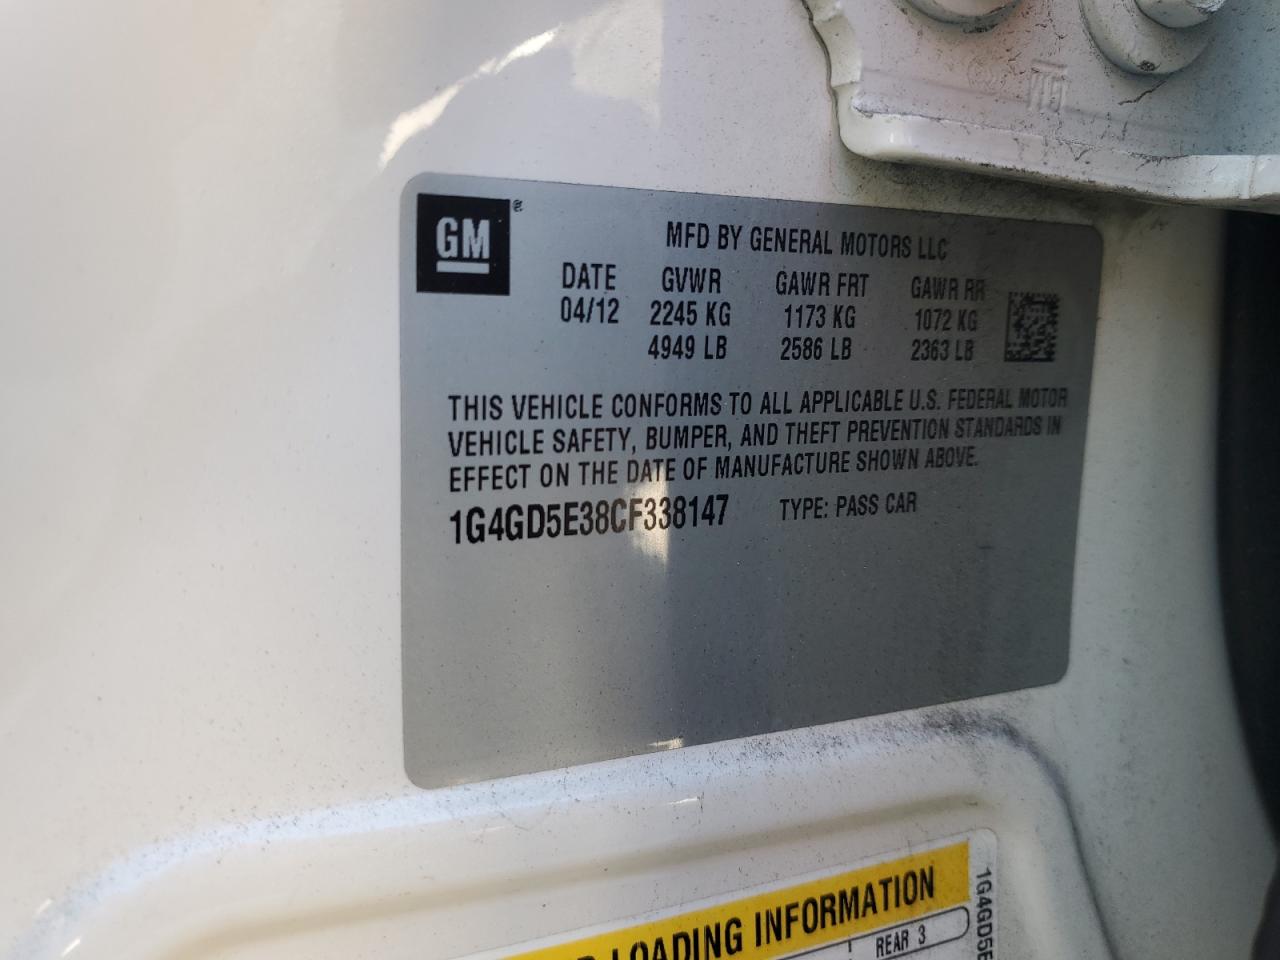 GM®
MFD BY GENERAL MOTORS LLC
DATE GVWR GAWR FRT GAWR RR
04/12 2245 KG 1173 KG 1072 KG
4949 LB 2586 LB 2363 LB
THIS VEHICLE CONFORMS TO ALL APPLICABLE U.S. FEDERAL MOTOR
VEHICLE SAFETY, BUMPER, AND THEFT PREVENTION STANDARDS IN
EFFECT ON THE DATE OF MANUFACTURE SHOWN ABOVE.
1G4GD5E38CF338147 TYPE: PASS CAR
LOADING INFORMATION
REAR 3
1G4GD5E